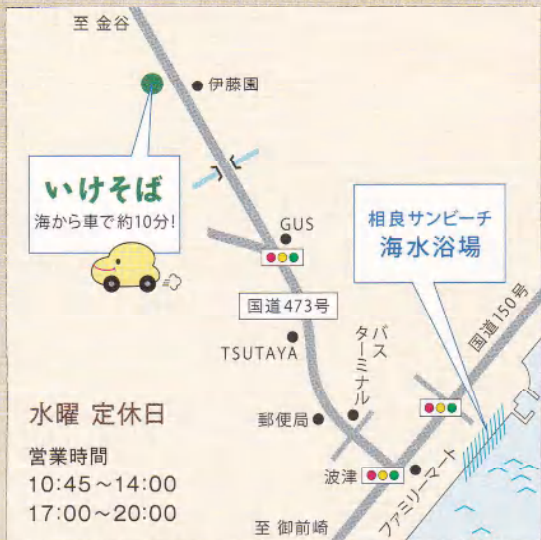 至 金谷
伊藤園
いけそば
海から車で約10分!
GUS
相良サンビーチ
海水浴場
国道473号
国道150号
TSUTAYA
バス
ターミナル
水曜 定休日
郵便局
営業時間
10:45～14:00
17:00～20:00
波津
ファミリーマート
至 御前崎